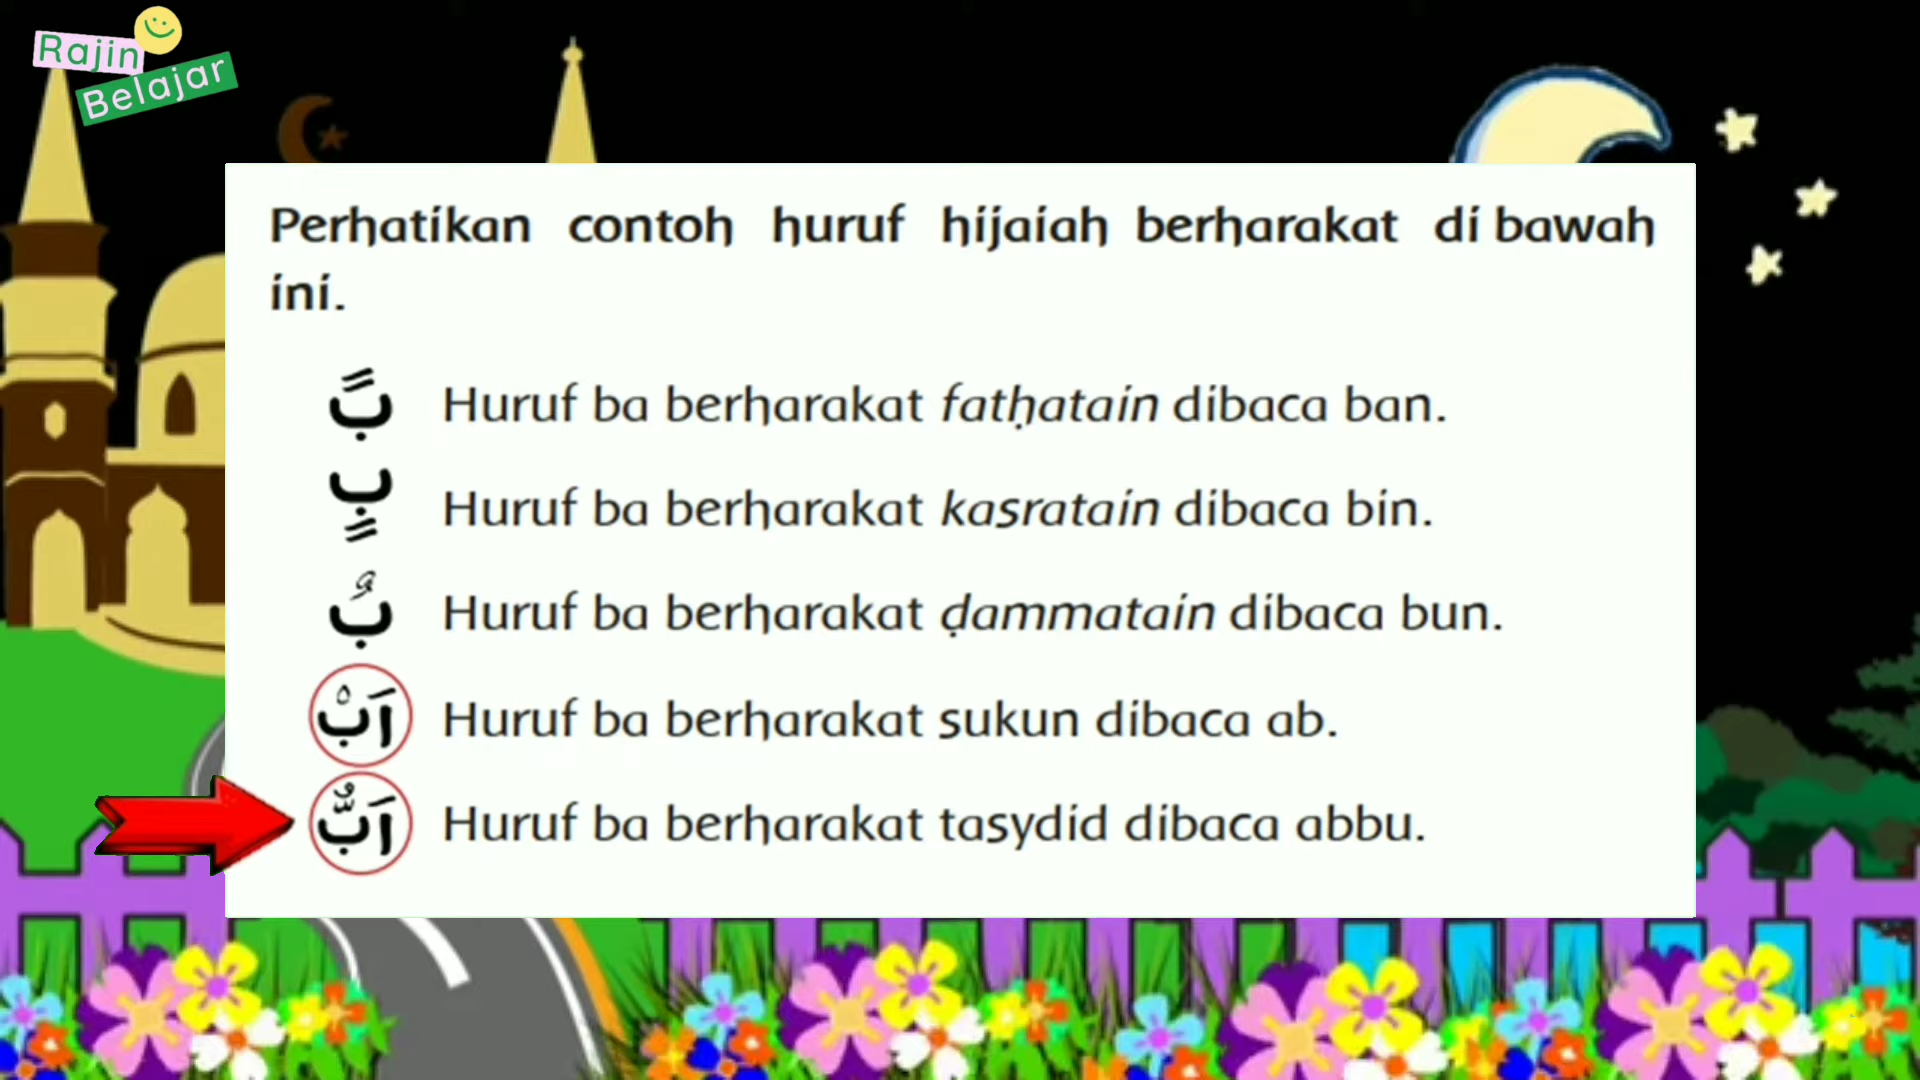 Rajin
Belajar
Perhatikan contoh huruf hijaiah berharakat di bawah
ini.
بً Huruf ba berharakat fatḥatain dibaca ban.
بٍ Huruf ba berharakat kasratain dibaca bin.
بٌ Huruf ba berharakat ḍammatain dibaca bun.
اَبْ Huruf ba berharakat sukun dibaca ab.
اَبُّ Huruf ba berharakat tasydid dibaca abbu.